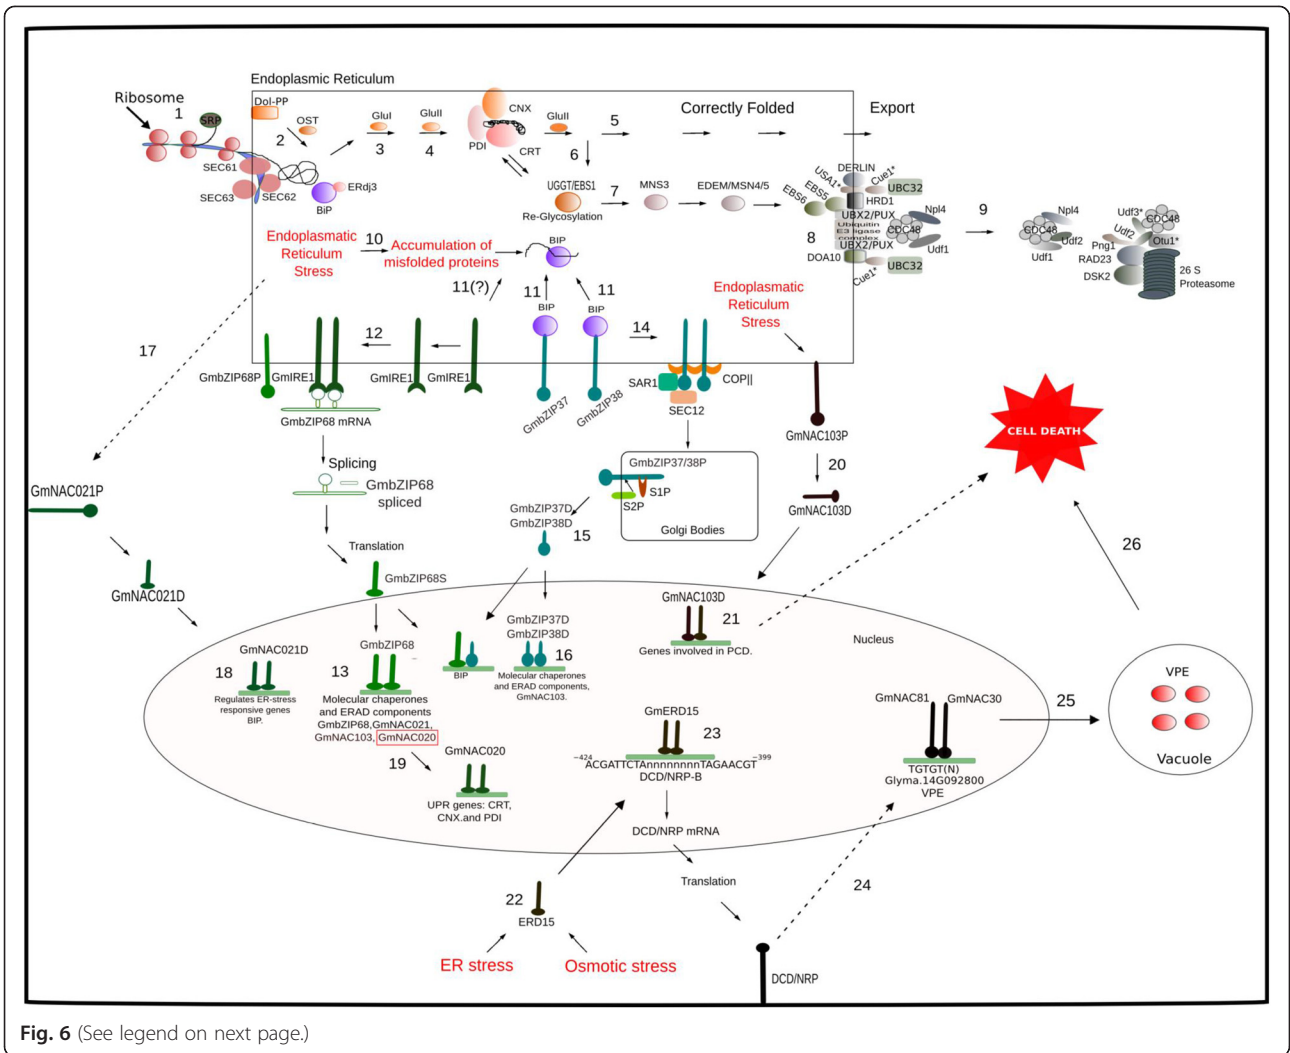 Endoplasmic Reticulum
Ribosome
1
SRP
Dol-PP
OST
2
GluI
3
GluII
4
CNX
PDI
CRT
GluII
5
6
Correctly Folded
Export
SEC61
SEC63
SEC62
ERdj3
BiP
UGGT/EBS1
Re-Glycosylation
7
MNS3
EDEM/MSN4/5
EBS6
EBS5
USA1*
DERLIN
Cue1*
UBC32
HRD1
UBX2/PUX
Ubiquitin
E3 ligase
complex
UBX2/PUX
8
DOA10
Cue1*
UBC32
CDC48
Npl4
Udf1
9
Npl4
CDC48
Udf2
Udf1
Udf3*
CDC48
Udf2
Otu1*
Png1
RAD23
DSK2
26 S
Proteasome
Endoplasmatic
Reticulum
Stress
10
Accumulation of
misfolded proteins
BIP
11(?)
11
11
BIP
BIP
Endoplasmatic
Reticulum
Stress
12
14
17
GmbZIP68P
GmIRE1
GmIRE1
GmIRE1
GmbZIP68 mRNA
GmbZIP37
GmbZIP38
SAR1
COP||
SEC12
GmNAC103P
20
GmNAC103D
CELL DEATH
Splicing
GmbZIP68
spliced
GmbZIP37/38P
S1P
S2P
Golgi Bodies
GmNAC021P
GmbZIP37D
GmbZIP38D
15
26
Translation
GmbZIP68S
GmNAC021D
Nucleus
GmNAC103D
21
Genes involved in PCD.
GmbZIP37D
GmbZIP38D
16
Molecular chaperones
and ERAD components,
GmNAC103.
BIP
GmbZIP68
13
Molecular chaperones
and ERAD components
GmbZIP68,GmNAC021,
GmNAC103, GmNAC020
GmNAC021D
18
Regulates ER-stress
responsive genes
BIP.
19
GmNAC020
UPR genes: CRT,
CNX.and PDI
GmERD15
23
−424
ACGATTCTAnnnnnnnnnTAGAACGT
−399
DCD/NRP-B
DCD/NRP mRNA
Translation
GmNAC81
GmNAC30
TGTGT(N)
Glyma.14G092800
VPE
25
VPE
Vacuole
24
22
ERD15
ER stress
Osmotic stress
DCD/NRP
Fig. 6 (See legend on next page.)